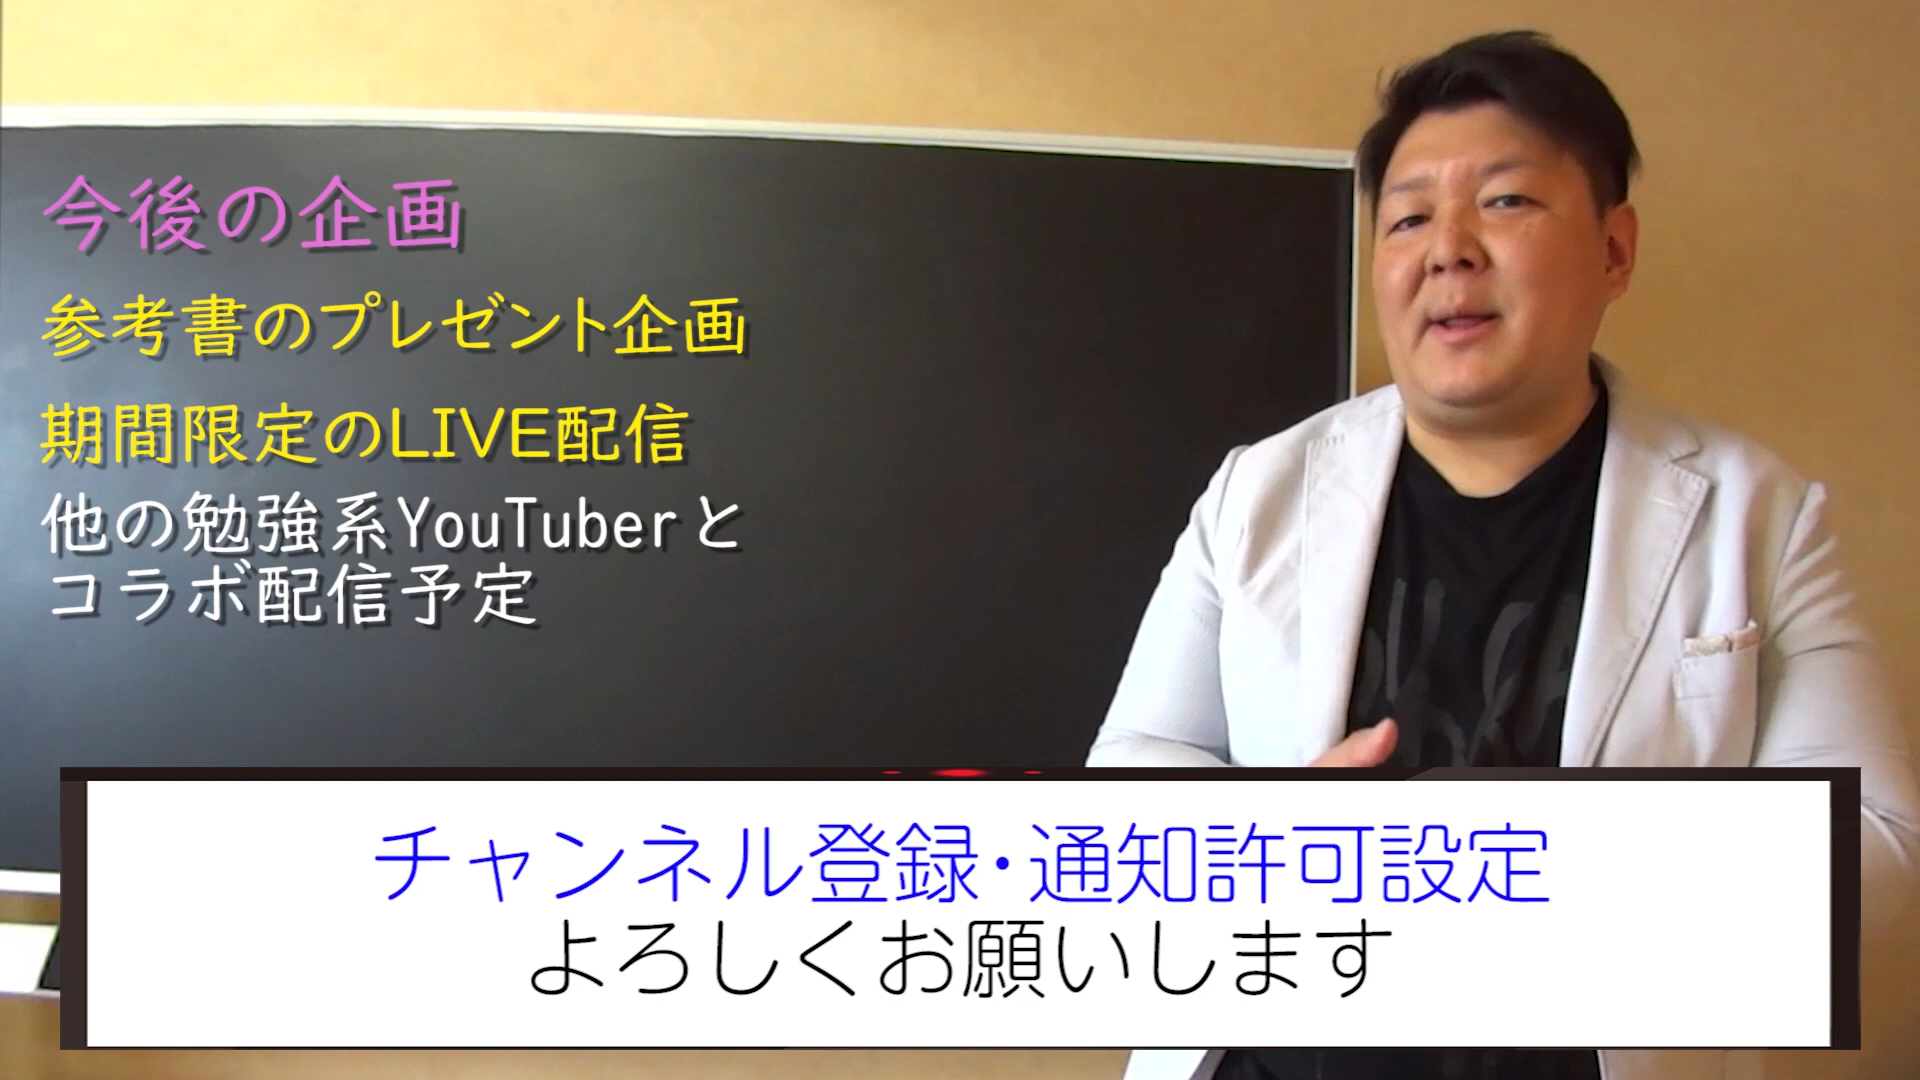 今後の企画
参考書のプレゼント企画
期間限定のLIVE配信
他の勉強系YouTuberと
コラボ配信予定
チャンネル登録・通知許可設定
よろしくお願いします